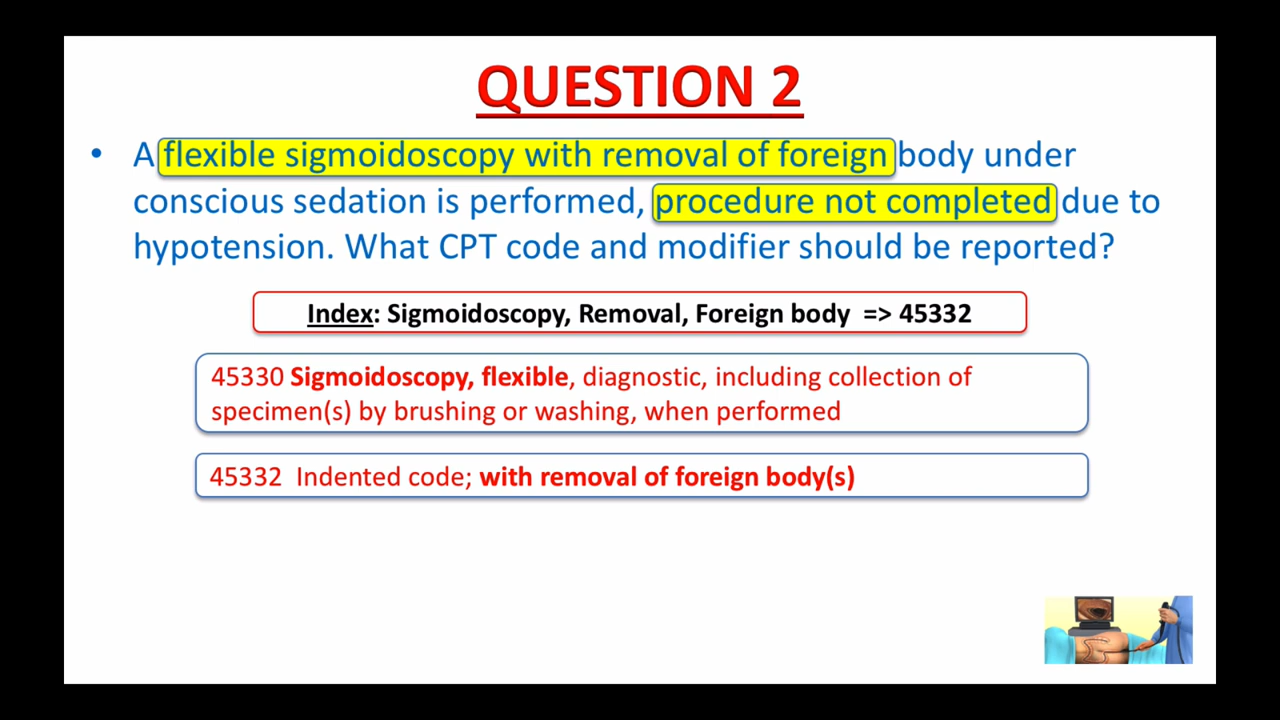 QUESTION 2
• A flexible sigmoidoscopy with removal of foreign body under
conscious sedation is performed, procedure not completed due to
hypotension. What CPT code and modifier should be reported?
Index: Sigmoidoscopy, Removal, Foreign body => 45332
45330 Sigmoidoscopy, flexible, diagnostic, including collection of
specimen(s) by brushing or washing, when performed
45332 Indented code; with removal of foreign body(s)